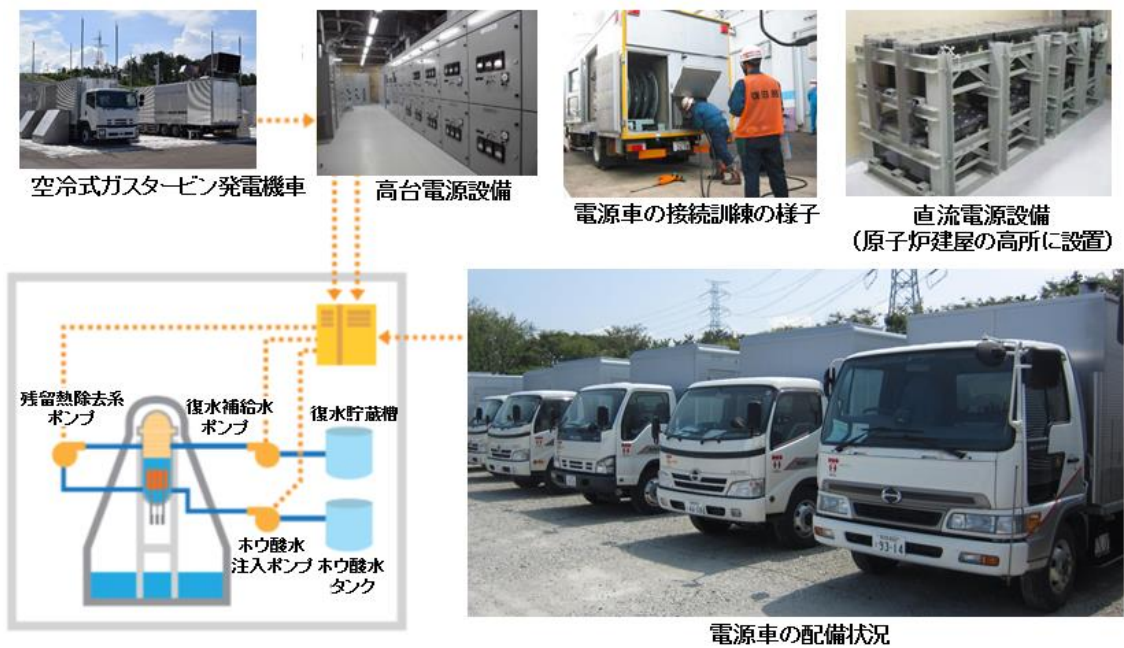 空冷式ガスタービン発電機車
高台電源設備
電源車の接続訓練の様子
直流電源設備
(原子炉建屋の高所に設置)
残留熱除去系
ポンプ
復水補給水
ポンプ
復水貯蔵槽
ホウ酸水
注入ポンプ
ホウ酸水
タンク
93-14
電源車の配備状況